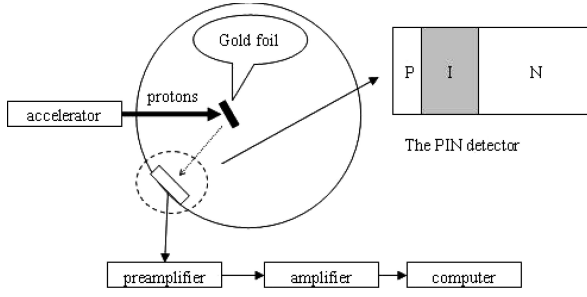 Gold foil
P I N
protons
accelerator
The PIN detector
preamplifier
amplifier
computer